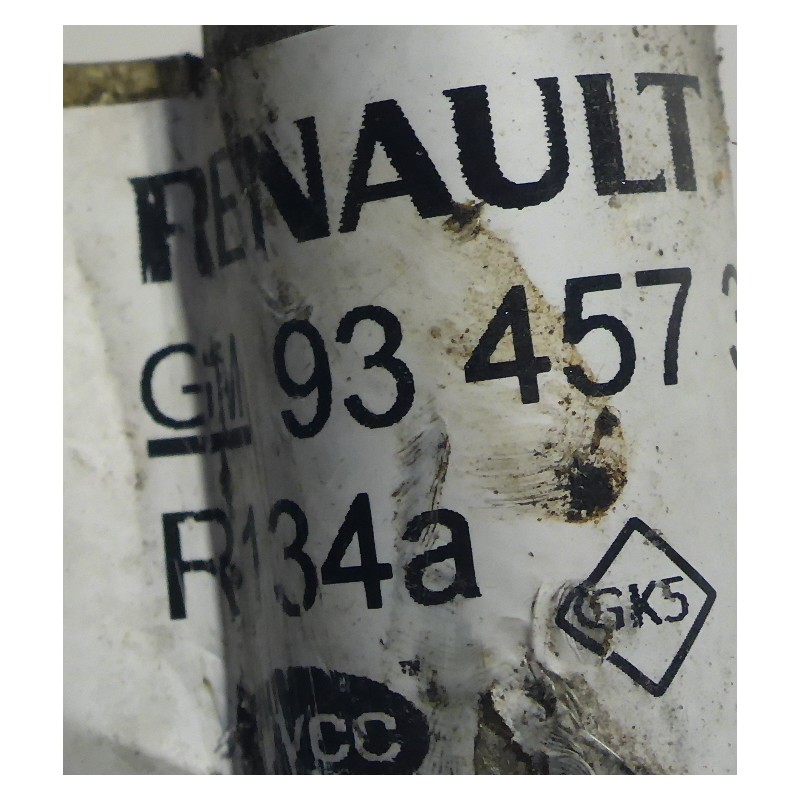 RENAULT
GM 93 457
R134a
GK5
VCC